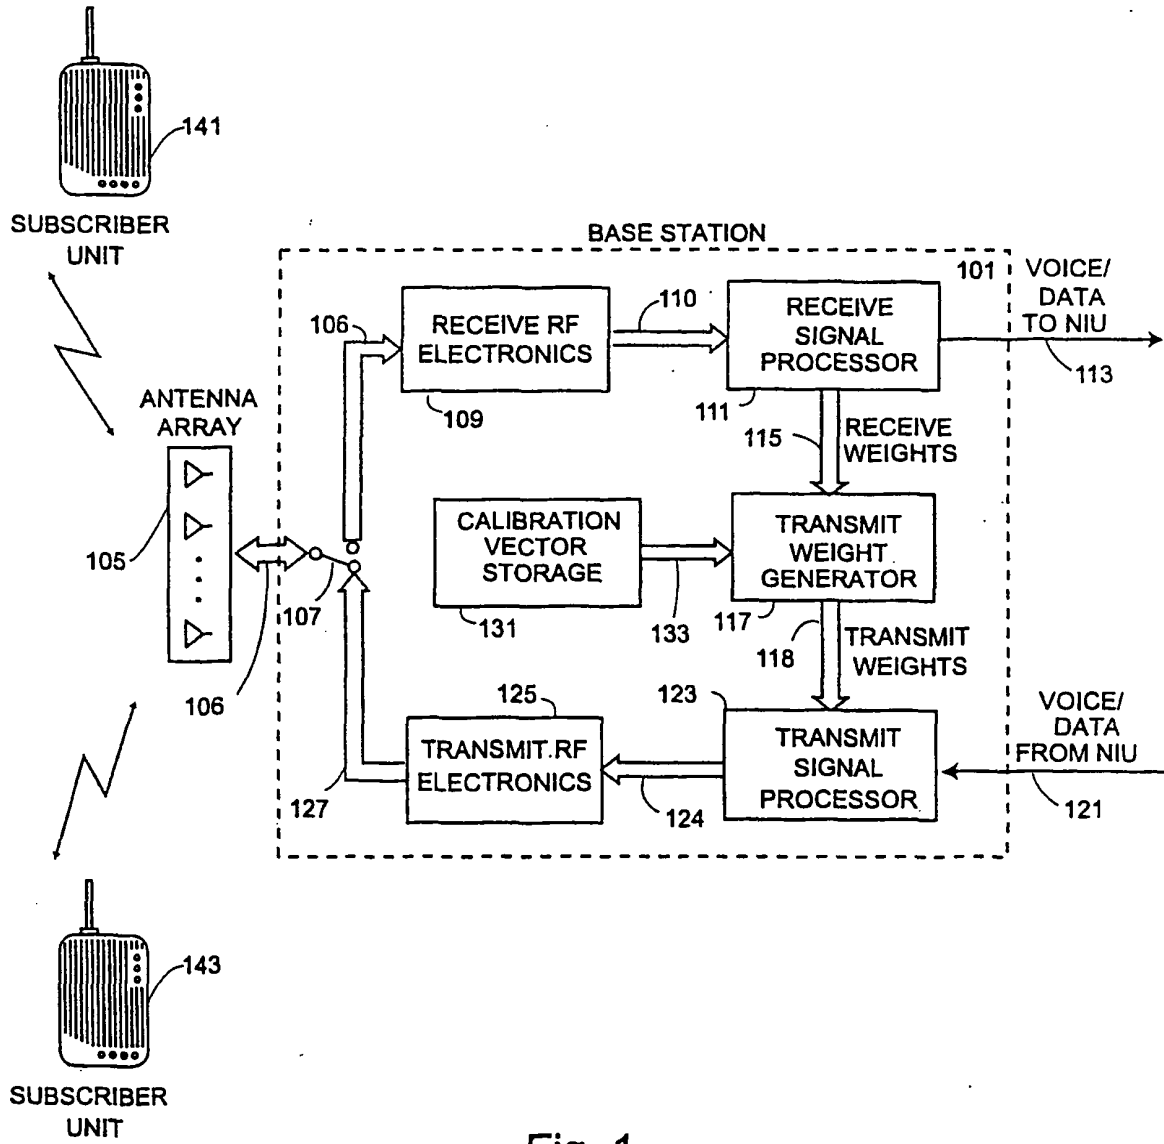 141
SUBSCRIBER
UNIT
BASE STATION
101
VOICE/
DATA
TO NIU
113
106
RECEIVE RF
ELECTRONICS
109
110
RECEIVE
SIGNAL
PROCESSOR
111
115
RECEIVE
WEIGHTS
ANTENNA
ARRAY
105
106
107
CALIBRATION
VECTOR
STORAGE
131
133
TRANSMIT
WEIGHT
GENERATOR
117
118
TRANSMIT
WEIGHTS
123
TRANSMIT
SIGNAL
PROCESSOR
VOICE/
DATA
FROM NIU
121
125
TRANSMIT RF
ELECTRONICS
124
127
143
SUBSCRIBER
UNIT
Fig. 1